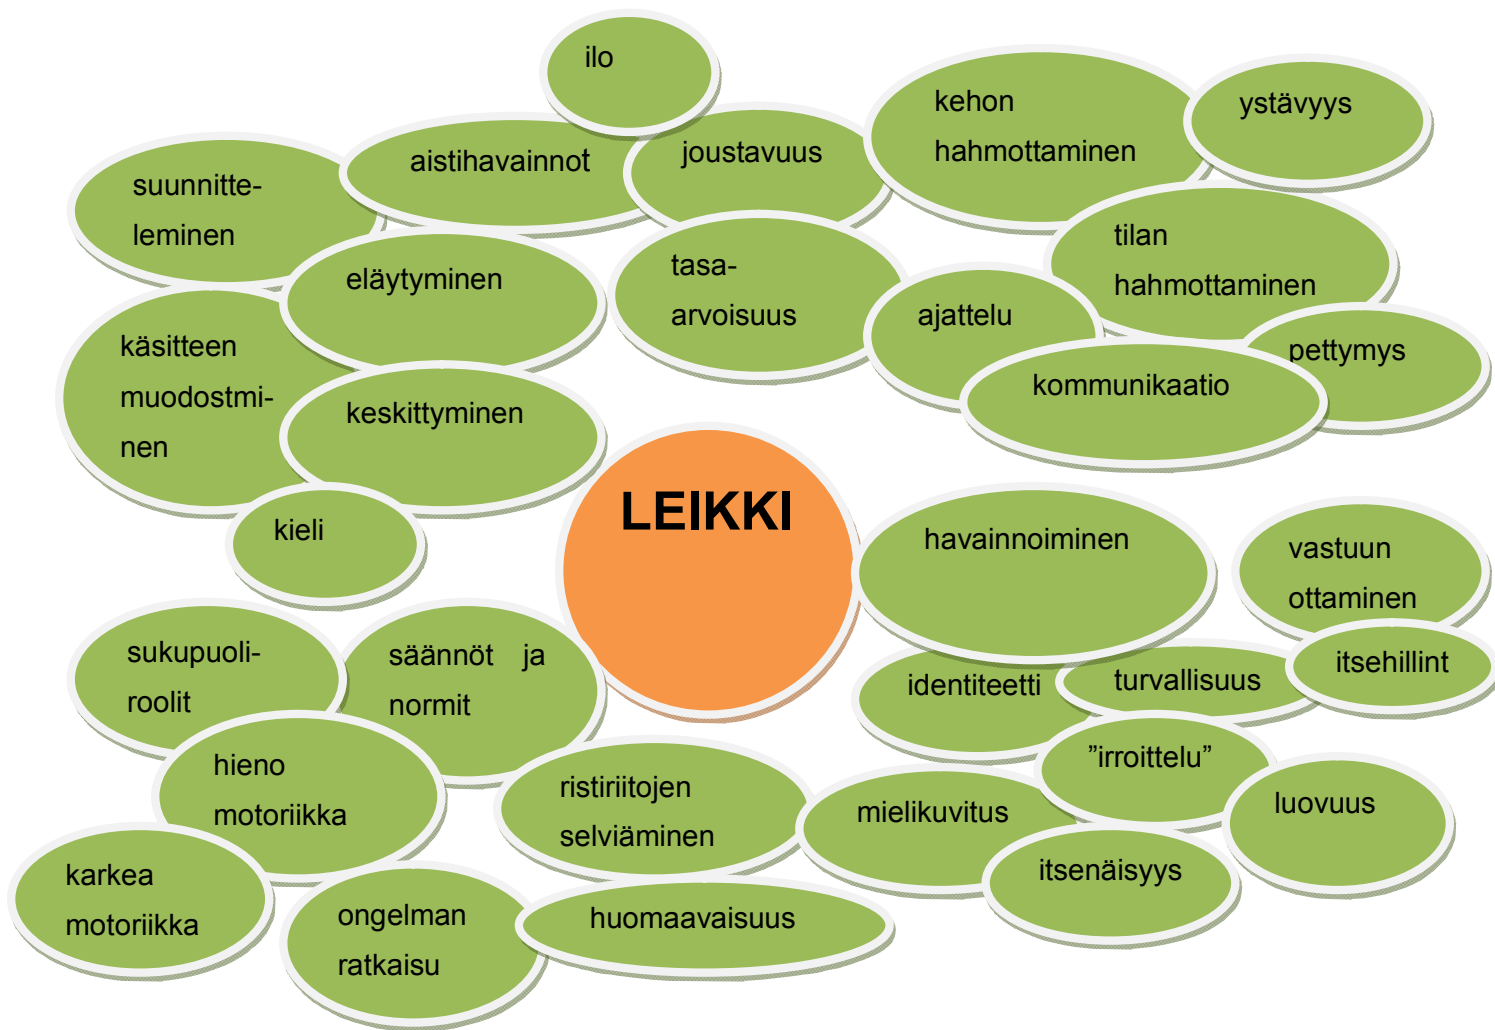 ilo
aistihavainnot
joustavuus
kehon
hahmottaminen
ystävyys
suunnitte-
leminen
eläytyminen
tasa-
arvoisuus
ajattelu
tilan
hahmottaminen
käsitteen
muodostmi-
nen
keskittyminen
kommunikaatio
pettymys
kieli
LEIKKI
havainnoiminen
vastuun
ottaminen
sukupuoli-
roolit
säännöt ja
normit
identiteetti
turvallisuus
itsehillint
hieno
motoriikka
ristiriitojen
selviäminen
mielikuvitus
”irroittelu”
luovuus
karkea
motoriikka
ongelman
ratkaisu
huomaavaisuus
itsenäisyys